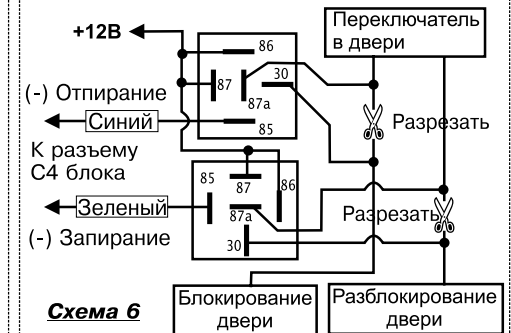 Переключатель
в двери
+12В
86
30
87
87а
(-) Отпирание
Синий
85
Разрезать
К разъему
С4 блока
85
87
86
Зеленый
87а
Разрезать
(-) Запирание
30
Схема 6
Блокирование
двери
Разблокирование
двери